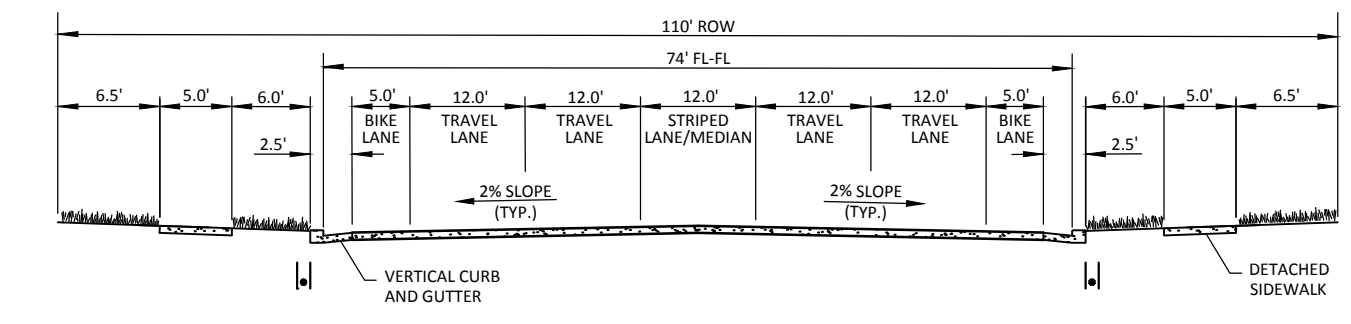 110' ROW
74' FL-FL
6.5' 5.0' 6.0' 5.0' 12.0' 12.0' 12.0' 12.0' 12.0' 5.0' 6.0' 5.0' 6.5'
BIKE LANE
TRAVEL LANE
TRAVEL LANE
STRIPED LANE/MEDIAN
TRAVEL LANE
TRAVEL LANE
BIKE LANE
2.5' 2.5'
2% SLOPE
(TYP.)
2% SLOPE
(TYP.)
VERTICAL CURB
AND GUTTER
DETACHED
SIDEWALK